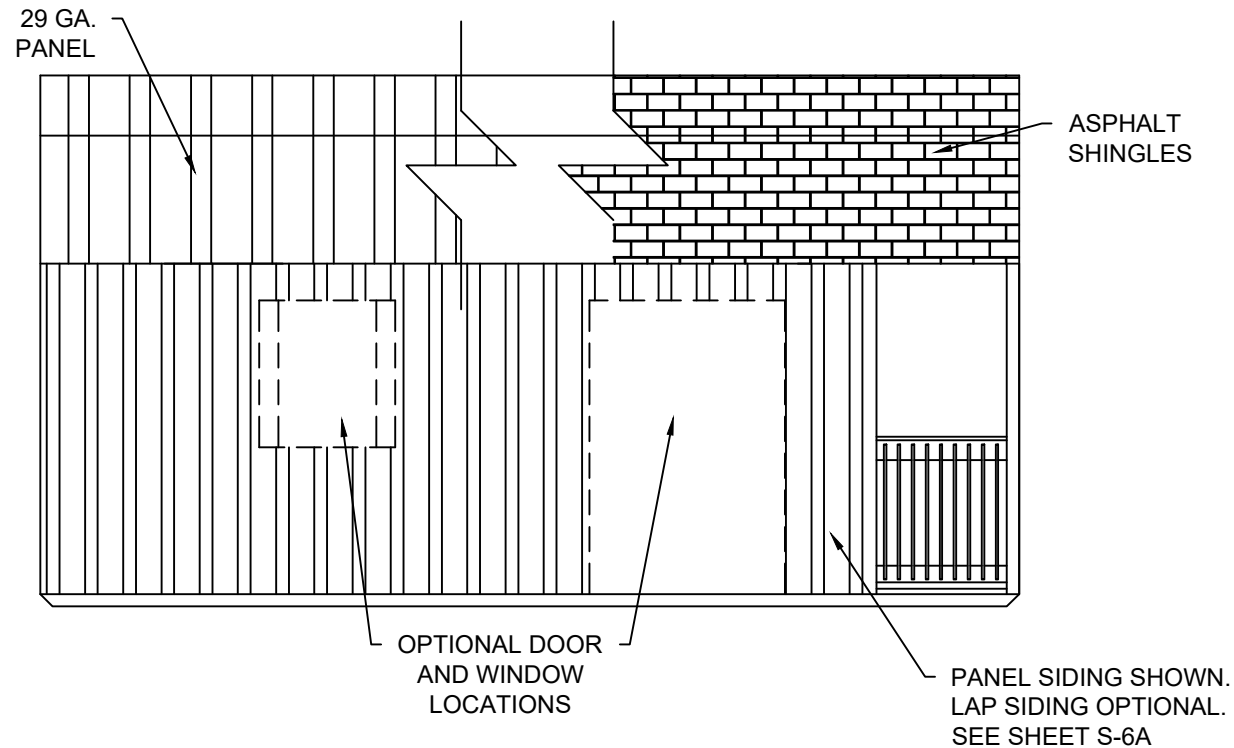 29 GA.
PANEL
ASPHALT
SHINGLES
OPTIONAL DOOR
AND WINDOW
LOCATIONS
PANEL SIDING SHOWN.
LAP SIDING OPTIONAL.
SEE SHEET S-6A